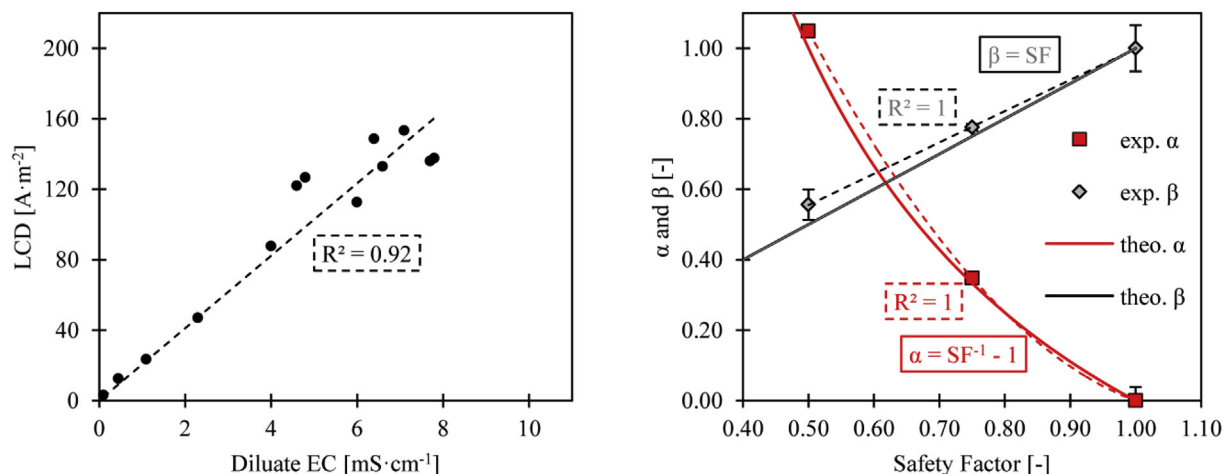 200
160
120
80
40
0
LCD [A·m⁻²]
R² = 0.92
0 2 4 6 8 10
Diluate EC [mS·cm⁻¹]
1.00
0.80
0.60
0.40
0.20
0.00
α and β [-]
β = SF
R² = 1
R² = 1
α = SF⁻¹ - 1
exp. α
exp. β
theo. α
theo. β
0.40 0.50 0.60 0.70 0.80 0.90 1.00 1.10
Safety Factor [-]